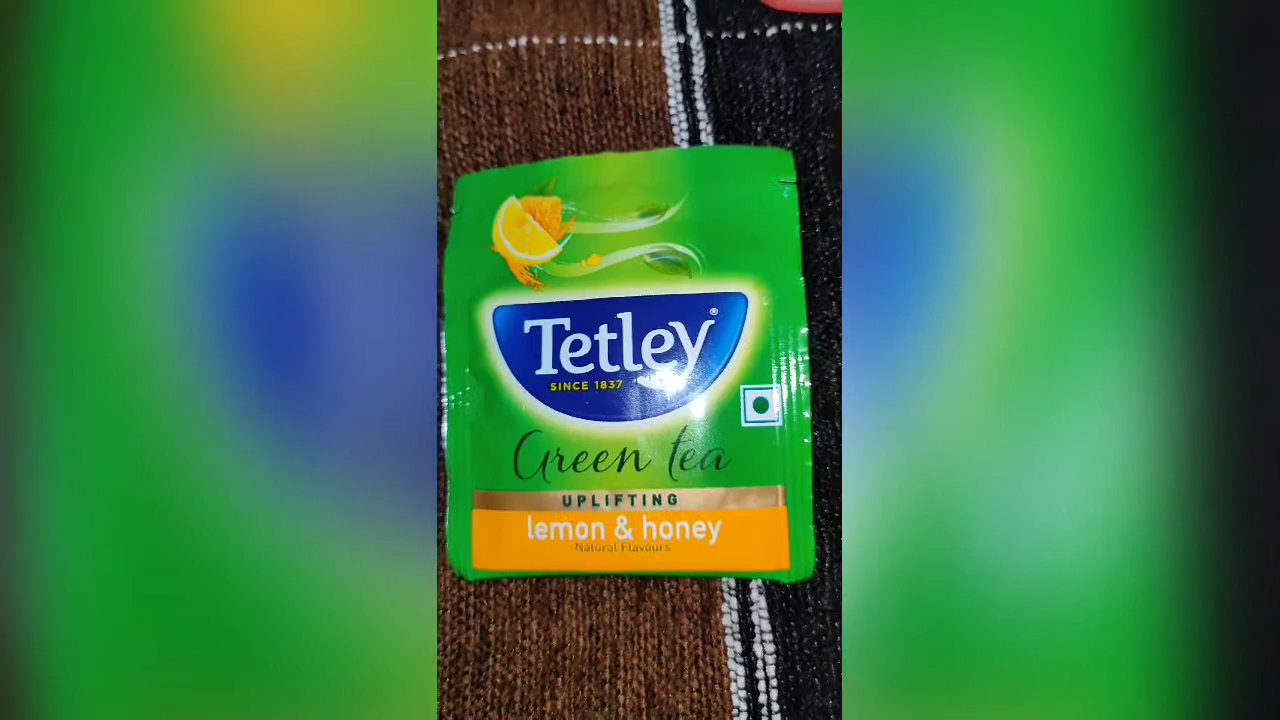 Tetley®
SINCE 1837
Green tea
UPLIFTING
lemon & honey
Natural Flavours